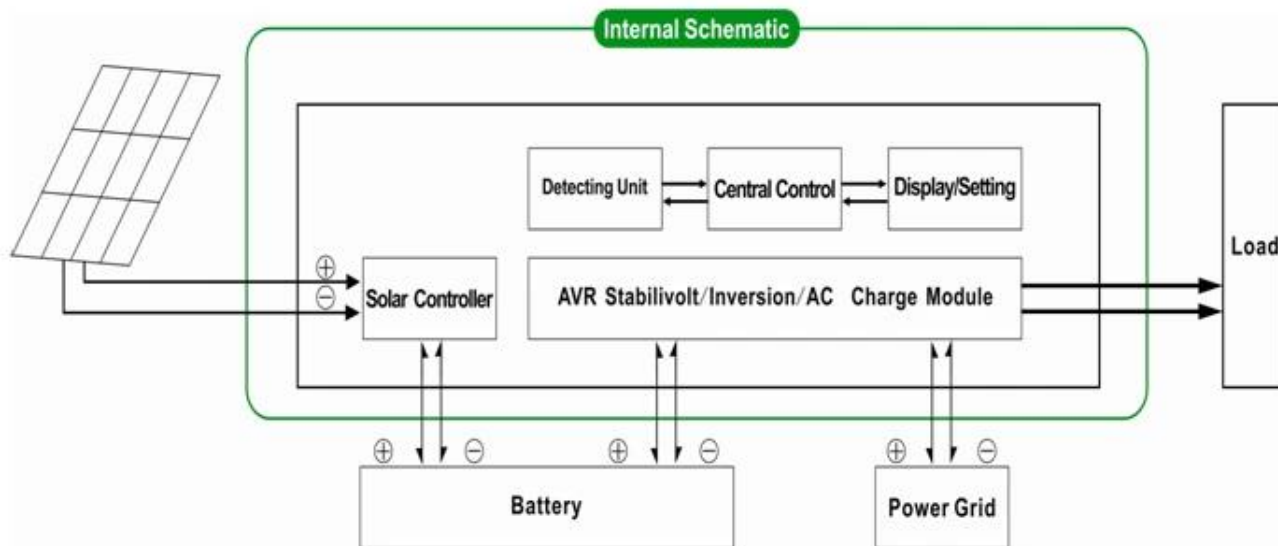 Internal Schematic
Detecting Unit
Central Control
Display/Setting
Load
⊕
⊖
Solar Controller
AVR Stabilivolt/Inversion/AC Charge Module
⊕ ⊖ ⊕ ⊖ ⊕ ⊖
Battery
Power Grid